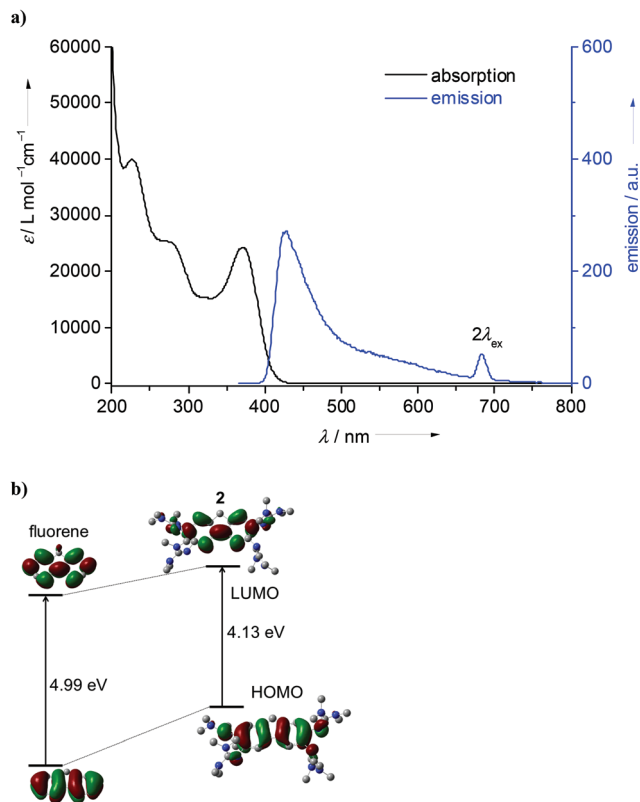 a)
60000
50000
40000
30000
20000
10000
0
ε / L mol⁻¹cm⁻¹
absorption
emission
600
400
200
0
emission / a.u.
2λex
200 300 400 500 600 700 800
λ / nm
b)
2
fluorene
LUMO
4.13 eV
4.99 eV
HOMO